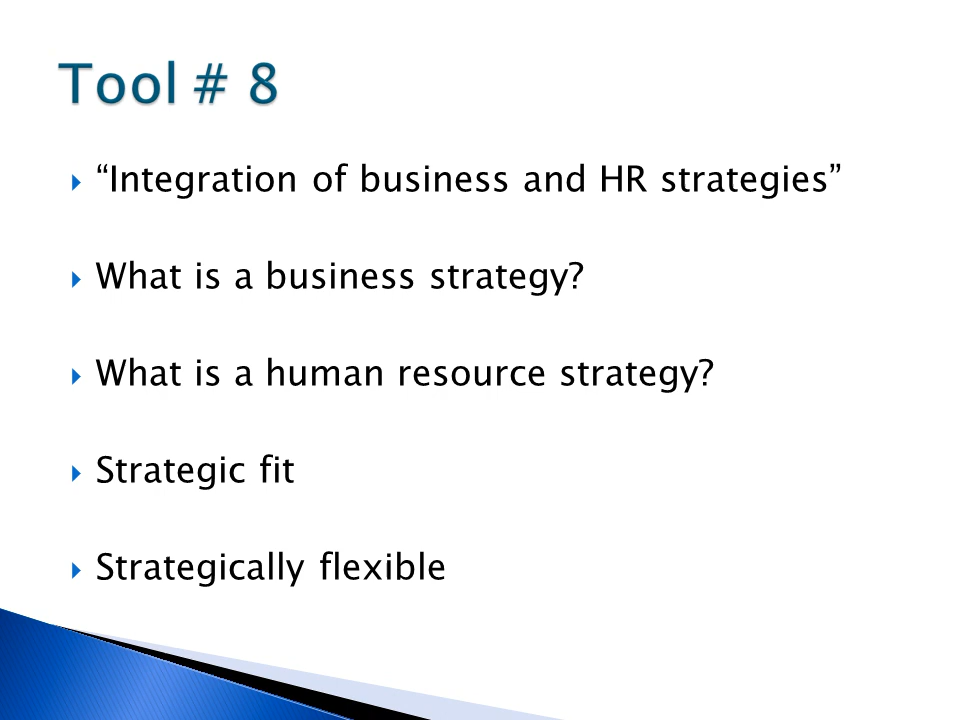 Tool # 8
“Integration of business and HR strategies”
What is a business strategy?
What is a human resource strategy?
Strategic fit
Strategically flexible